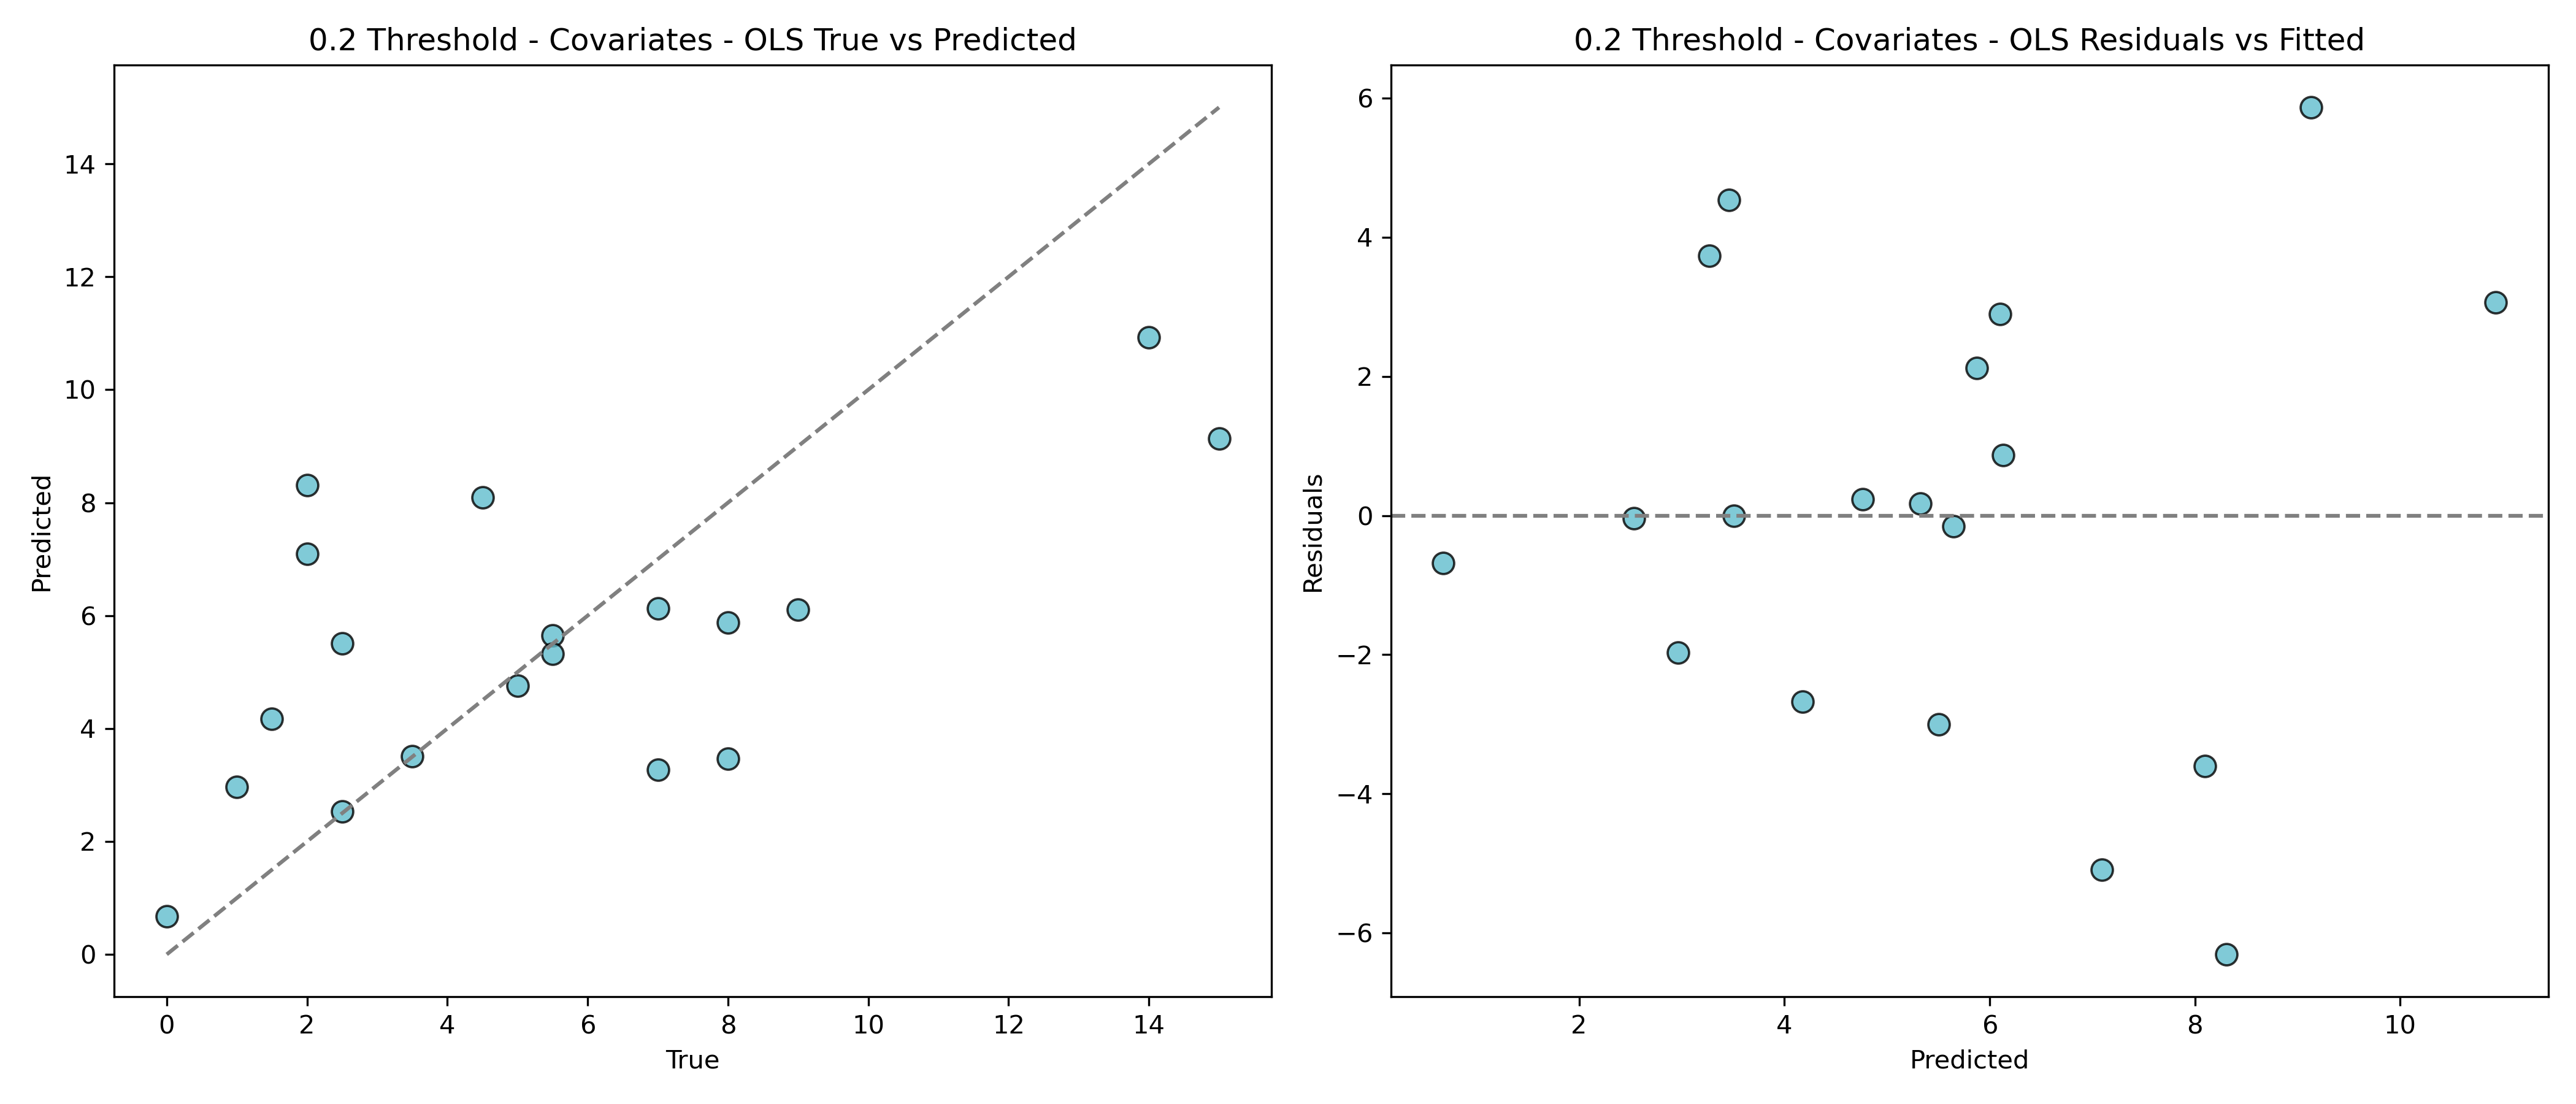 0.2 Threshold - Covariates - OLS True vs Predicted
Predicted
14
12
10
8
6
4
2
0
0 2 4 6 8 10 12 14
True
0.2 Threshold - Covariates - OLS Residuals vs Fitted
Residuals
6
4
2
0
−2
−4
−6
2 4 6 8 10
Predicted